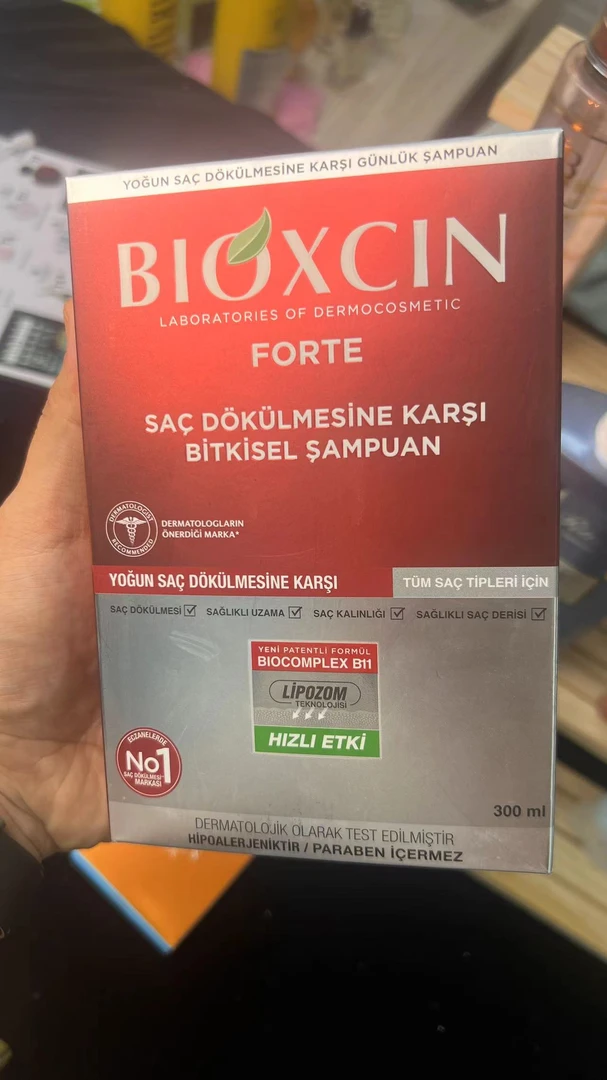 YOĞUN SAÇ DÖKÜLMESİNE KARŞI GÜNLÜK ŞAMPUAN
BIOXCIN
LABORATORIES OF DERMOCOSMETIC
FORTE
SAÇ DÖKÜLMESİNE KARŞI
BİTKİSEL ŞAMPUAN
DERMATOLOGIST
RECOMMENDED
DERMATOLOGLARIN
ÖNERDİĞİ MARKA*
YOĞUN SAÇ DÖKÜLMESİNE KARŞI
TÜM SAÇ TİPLERİ İÇİN
SAÇ DÖKÜLMESİ SAĞLIKLI UZAMA SAÇ KALINLIĞI SAĞLIKLI SAÇ DERİSİ
YENİ PATENTLİ FORMÜL
BIOCOMPLEX B11
LİPOZOM
TEKNOLOJİSİ
HIZLI ETKİ
ECZANELERDE
No1
SAÇ DÖKÜLMESİ
MARKASI
300 ml
DERMATOLOJİK OLARAK TEST EDİLMİŞTİR
HİPOALERJENİKTİR / PARABEN İÇERMEZ